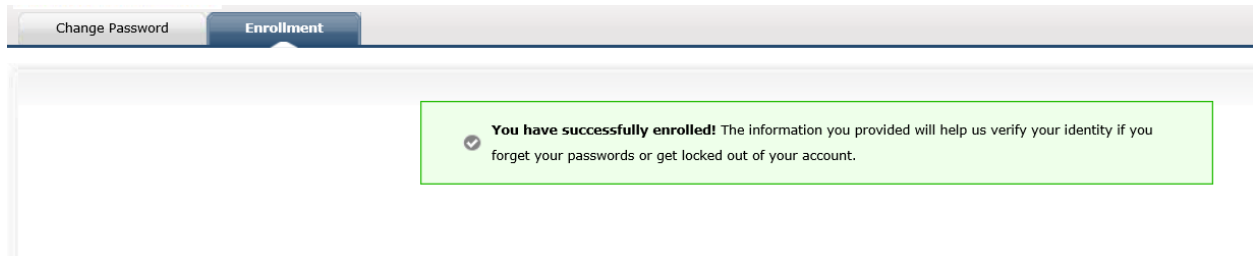 Change Password
Enrollment
You have successfully enrolled! The information you provided will help us verify your identity if you
forget your passwords or get locked out of your account.